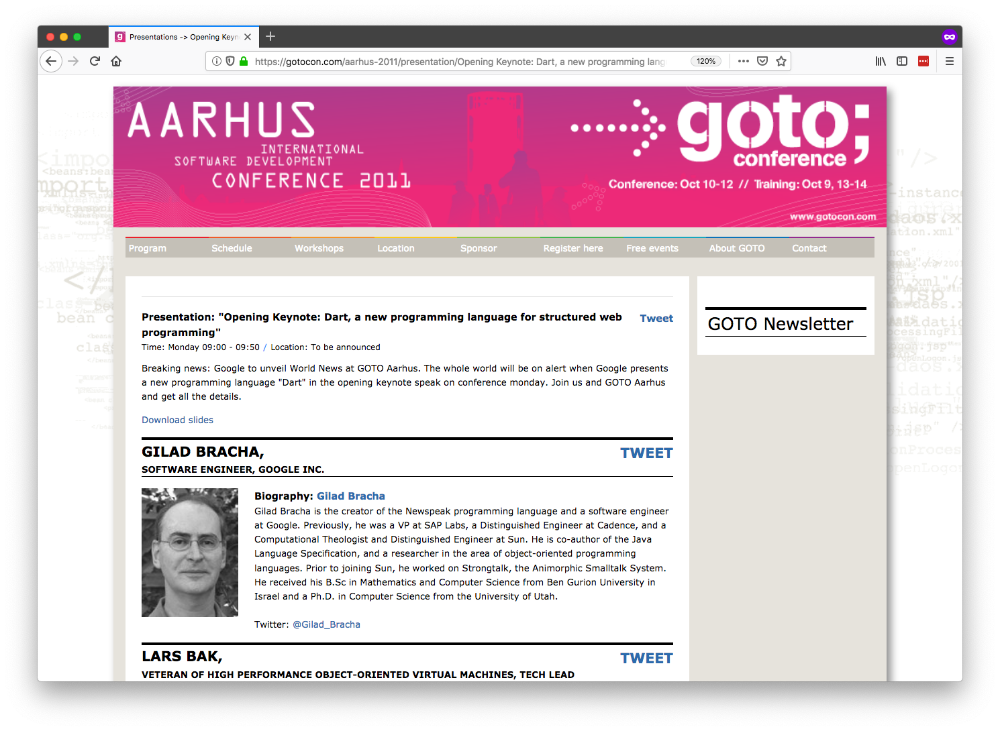 Presentations -> Opening Keyn
https://gotocon.com/aarhus-2011/presentation/Opening Keynote: Dart, a new programming lang
120%
AARHUS
INTERNATIONAL
SOFTWARE DEVELOPMENT
CONFERENCE 2011
goto;
conference
Conference: Oct 10-12 // Training: Oct 9, 13-14
www.gotocon.com
Program Schedule Workshops Location Sponsor Register here Free events About GOTO Contact
Presentation: "Opening Keynote: Dart, a new programming language for structured web
programming"
Tweet
Time: Monday 09:00 - 09:50 / Location: To be announced
Breaking news: Google to unveil World News at GOTO Aarhus. The whole world will be on alert when Google presents
a new programming language "Dart" in the opening keynote speak on conference monday. Join us and GOTO Aarhus
and get all the details.
Download slides
GILAD BRACHA,
TWEET
SOFTWARE ENGINEER, GOOGLE INC.
Biography: Gilad Bracha
Gilad Bracha is the creator of the Newspeak programming language and a software engineer
at Google. Previously, he was a VP at SAP Labs, a Distinguished Engineer at Cadence, and a
Computational Theologist and Distinguished Engineer at Sun. He is co-author of the Java
Language Specification, and a researcher in the area of object-oriented programming
languages. Prior to joining Sun, he worked on Strongtalk, the Animorphic Smalltalk System.
He received his B.Sc in Mathematics and Computer Science from Ben Gurion University in
Israel and a Ph.D. in Computer Science from the University of Utah.
Twitter: @Gilad_Bracha
LARS BAK,
TWEET
VETERAN OF HIGH PERFORMANCE OBJECT-ORIENTED VIRTUAL MACHINES, TECH LEAD
GOTO Newsletter